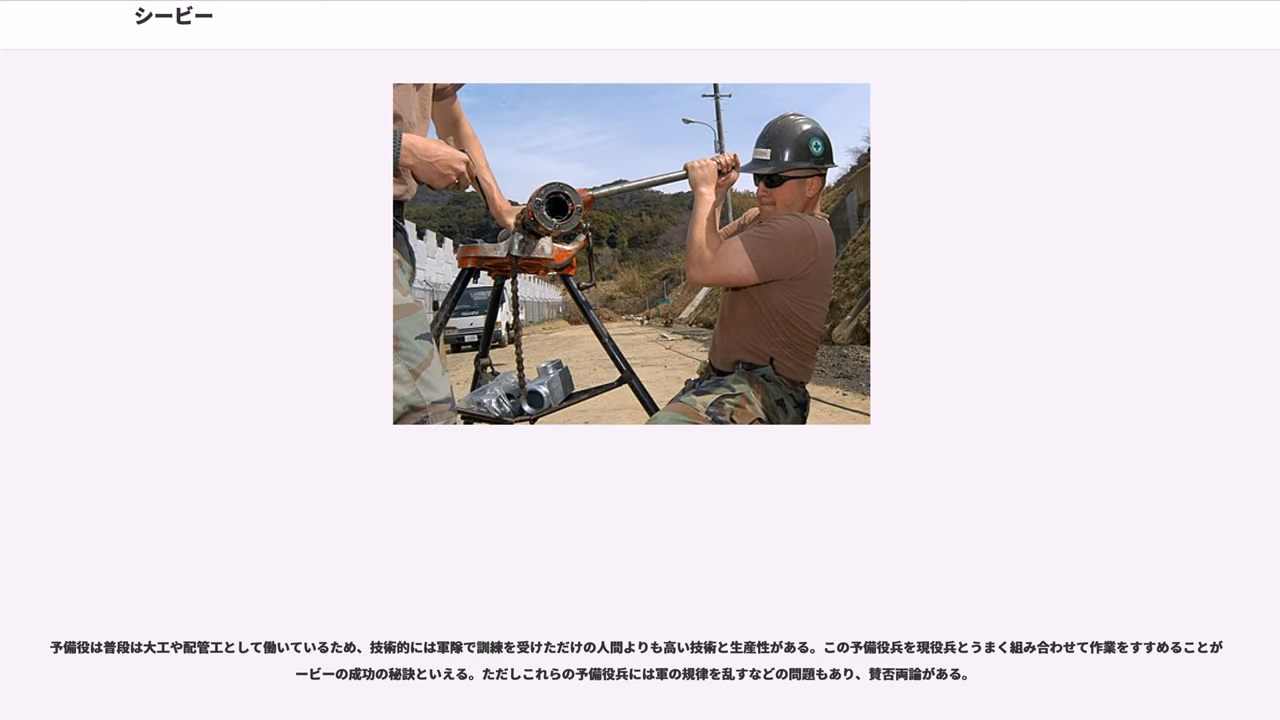 シービー
予備役は普段は大工や配管工として働いているため、技術的には軍隊で訓練を受けただけの人間よりも高い技術と生産性がある。この予備役兵を現役兵とうまく組み合わせて作業をすすめることが
ービーの成功の秘訣といえる。ただしこれらの予備役兵には軍の規律を乱すなどの問題もあり、賛否両論がある。